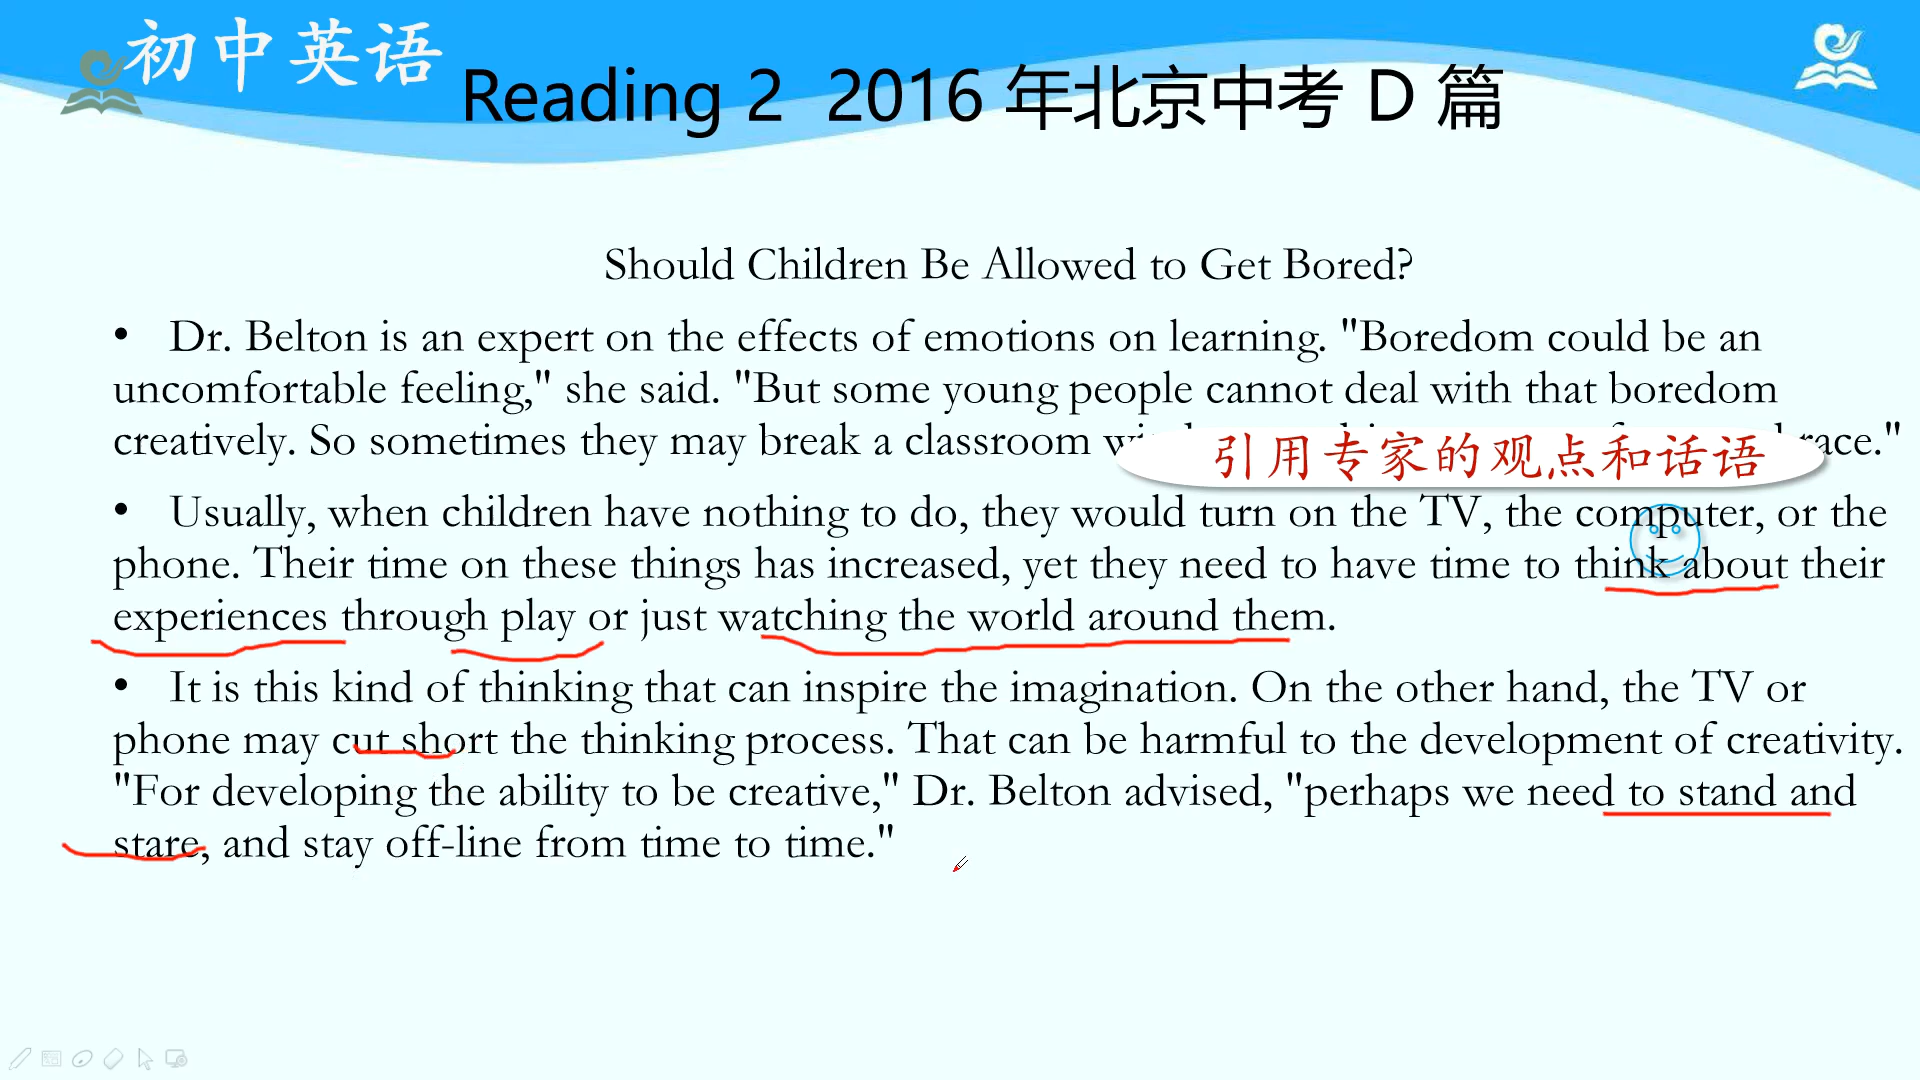 初中英语
Reading 2 2016 年北京中考 D 篇
Should Children Be Allowed to Get Bored?
• Dr. Belton is an expert on the effects of emotions on learning. "Boredom could be an
uncomfortable feeling," she said. "But some young people cannot deal with that boredom
creatively. So sometimes they may break a classroom
引用专家的观点和话语
• Usually, when children have nothing to do, they would turn on the TV, the computer, or the
phone. Their time on these things has increased, yet they need to have time to think about their
experiences through play or just watching the world around them.
• It is this kind of thinking that can inspire the imagination. On the other hand, the TV or
phone may cut short the thinking process. That can be harmful to the development of creativity.
"For developing the ability to be creative," Dr. Belton advised, "perhaps we need to stand and
stare, and stay off-line from time to time."